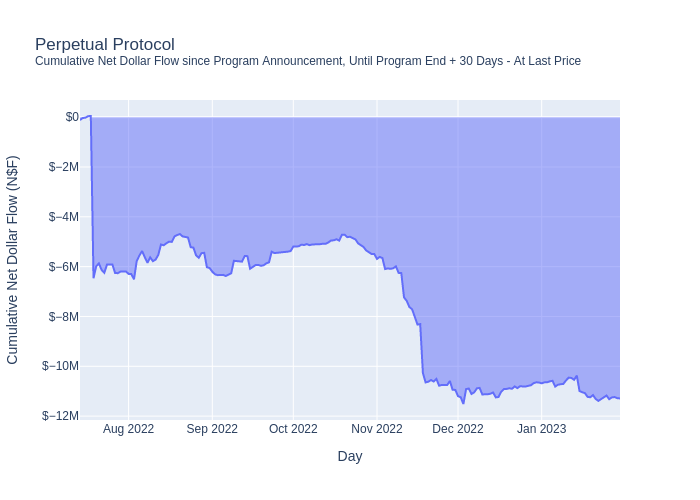 Perpetual Protocol
Cumulative Net Dollar Flow since Program Announcement, Until Program End + 30 Days - At Last Price
Cumulative Net Dollar Flow (N$F)
$0
$−2M
$−4M
$−6M
$−8M
$−10M
$−12M
Aug 2022
Sep 2022
Oct 2022
Nov 2022
Dec 2022
Jan 2023
Day